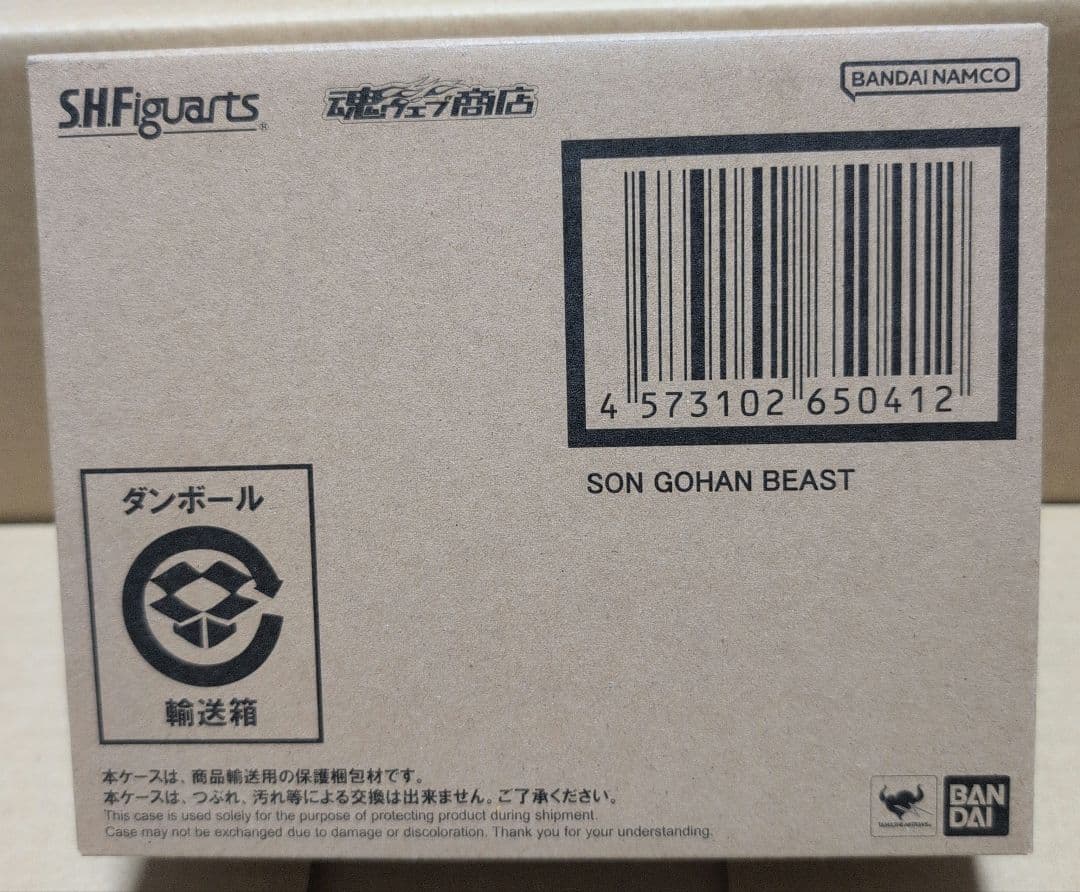 S.H.Figuarts®
魂ウェブ商店
BANDAI NAMCO
4 573102 650412
SON GOHAN BEAST
ダンボール
輸送箱
本ケースは、商品輸送用の保護梱包材です。
本ケースは、つぶれ、汚れ等による交換は出来ません。ご了承ください。
This case is used solely for the purpose of protecting product during shipment.
Case may not be exchanged due to damage or discoloration. Thank you for your understanding.
TAMASHII NATIONS
BAN
DAI